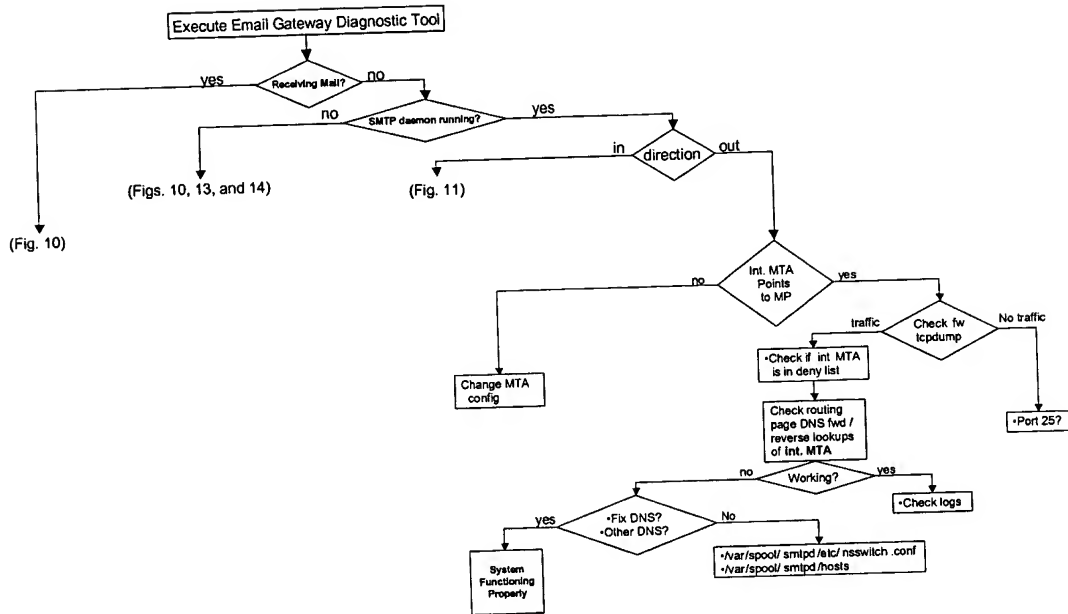 Execute Email Gateway Diagnostic Tool
yes
Receiving Mail?
no
no
SMTP daemon running?
yes
in
direction
out
(Figs. 10, 13, and 14)
(Fig. 11)
(Fig. 10)
no
Int. MTA
Points
to MP
yes
traffic
Check fw
tcpdump
No traffic
•Check if int MTA
is in deny list
Change MTA
config
Check routing
page DNS fwd /
reverse lookups
of Int. MTA
•Port 25?
no
Working?
yes
•Check logs
yes
•Fix DNS?
•Other DNS?
No
System
Functioning
Properly
•/var/spool/ smtpd /etc/ nsswitch .conf
•/var/spool/ smtpd /hosts